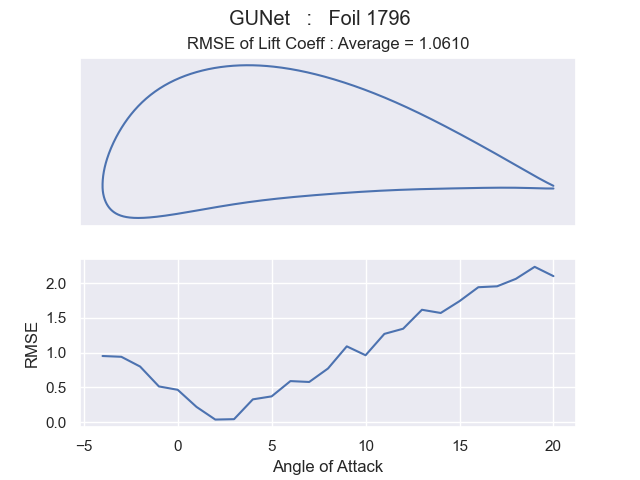 GUNet : Foil 1796
RMSE of Lift Coeff : Average = 1.0610
2.0
1.5
1.0
0.5
0.0
RMSE
−5 0 5 10 15 20
Angle of Attack